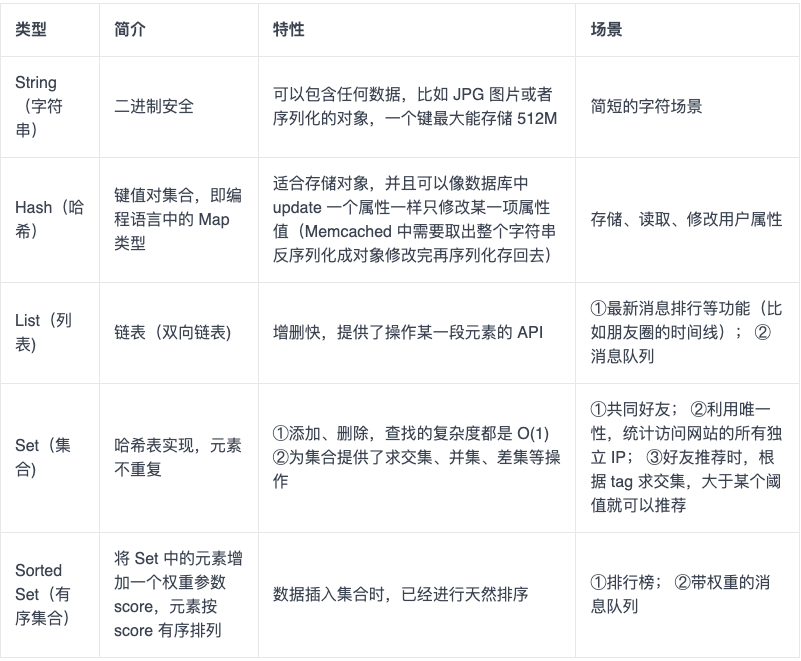 类型
简介
特性
场景
String
（字符
串）
二进制安全
可以包含任何数据，比如 JPG 图片或者
序列化的对象，一个键最大能存储 512M
简短的字符场景
Hash（哈
希）
键值对集合，即编
程语言中的 Map
类型
适合存储对象，并且可以像数据库中
update 一个属性一样只修改某一项属性
值（Memcached 中需要取出整个字符串
反序列化成对象修改完再序列化存回去）
存储、读取、修改用户属性
List（列
表)
链表（双向链表)
增删快，提供了操作某一段元素的 API
①最新消息排行等功能（比
如朋友圈的时间线）； ②
消息队列
Set（集
合)
哈希表实现，元素
不重复
①添加、删除，查找的复杂度都是 O(1)
②为集合提供了求交集、并集、差集等操
作
①共同好友； ②利用唯一
性，统计访问网站的所有独
立 IP； ③好友推荐时，根
据 tag 求交集，大于某个阈
值就可以推荐
Sorted
Set（有
序集合）
将 Set 中的元素增
加一个权重参数
score，元素按
score 有序排列
数据插入集合时，已经进行天然排序
①排行榜； ②带权重的消
息队列